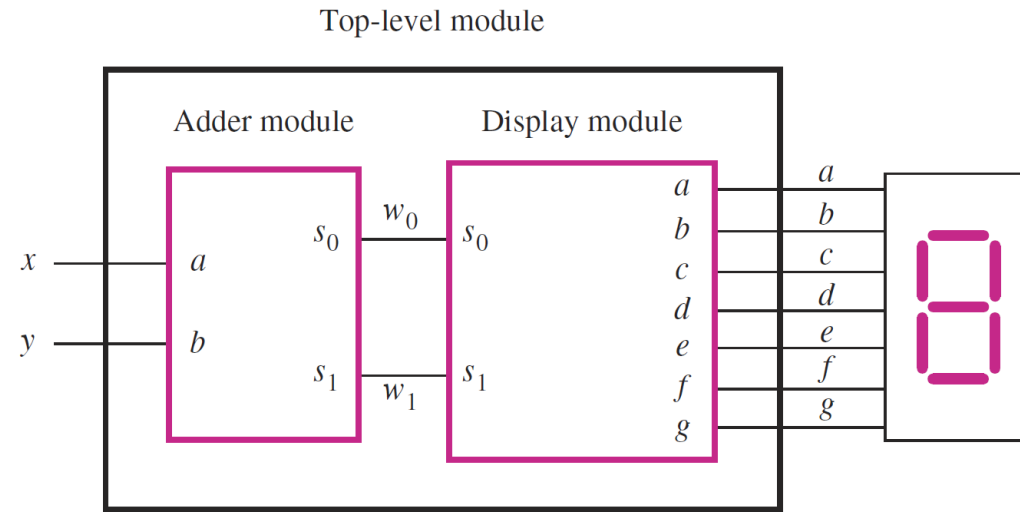 Top-level module
Adder module
Display module
x
y
a
b
s0
s1
w0
w1
s0
s1
a
b
c
d
e
f
g
a
b
c
d
e
f
g